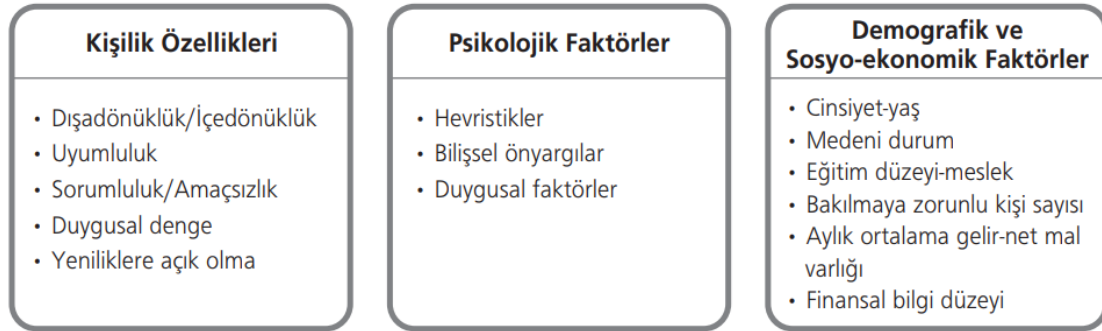 Kişilik Özellikleri
• Dışadönüklük/İçedönüklük
• Uyumluluk
• Sorumluluk/Amaçsızlık
• Duygusal denge
• Yeniliklere açık olma
Psikolojik Faktörler
• Hevristikler
• Bilişsel önyargılar
• Duygusal faktörler
Demografik ve
Sosyo-ekonomik Faktörler
• Cinsiyet-yaş
• Medeni durum
• Eğitim düzeyi-meslek
• Bakılmaya zorunlu kişi sayısı
• Aylık ortalama gelir-net mal
varlığı
• Finansal bilgi düzeyi